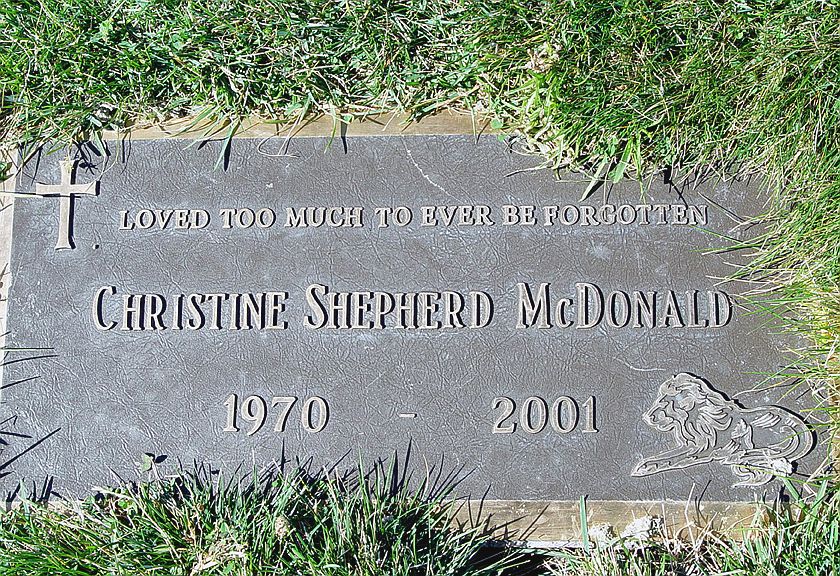 LOVED TOO MUCH TO EVER BE FORGOTTEN
CHRISTINE SHEPHERD MCDONALD
1970 - 2001